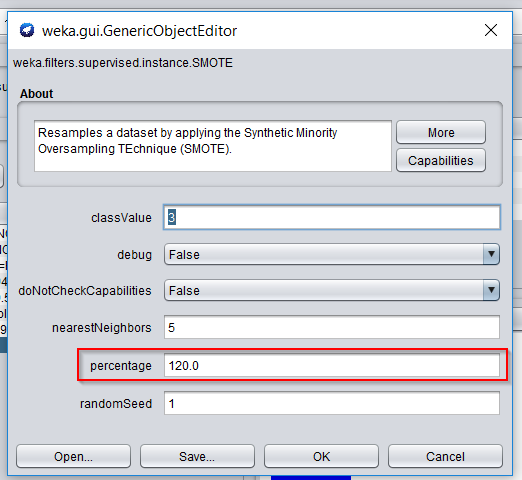 weka.gui.GenericObjectEditor
weka.filters.supervised.instance.SMOTE
About
Resamples a dataset by applying the Synthetic Minority
Oversampling TEchnique (SMOTE).
More
Capabilities
classValue 3
debug False
doNotCheckCapabilities False
nearestNeighbors 5
percentage 120.0
randomSeed 1
Open... Save... OK Cancel